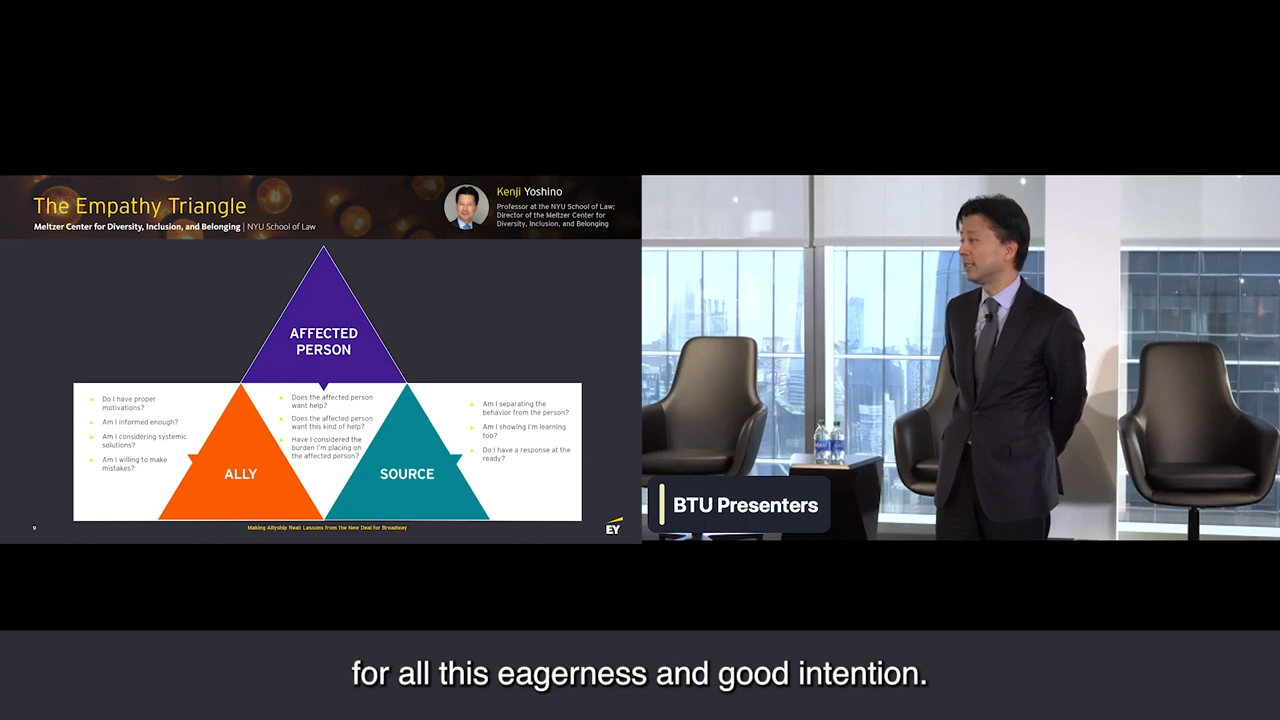 The Empathy Triangle
Meltzer Center for Diversity, Inclusion, and Belonging | NYU School of Law
Kenji Yoshino
Professor at the NYU School of Law;
Director of the Meltzer Center for
Diversity, Inclusion, and Belonging
AFFECTED
PERSON
Do I have proper
motivations?
Am I informed enough?
Am I considering systemic
solutions?
Am I willing to make
mistakes?
Does the affected person
want help?
Does the affected person
want this kind of help?
Have I considered the
burden I'm placing on
the affected person?
Am I separating the
behavior from the person?
Am I showing I'm learning
too?
Do I have a response at the
ready?
ALLY
SOURCE
9
Making Allyship Real: Lessons from the New Deal for Broadway
EY
BTU Presenters
for all this eagerness and good intention.